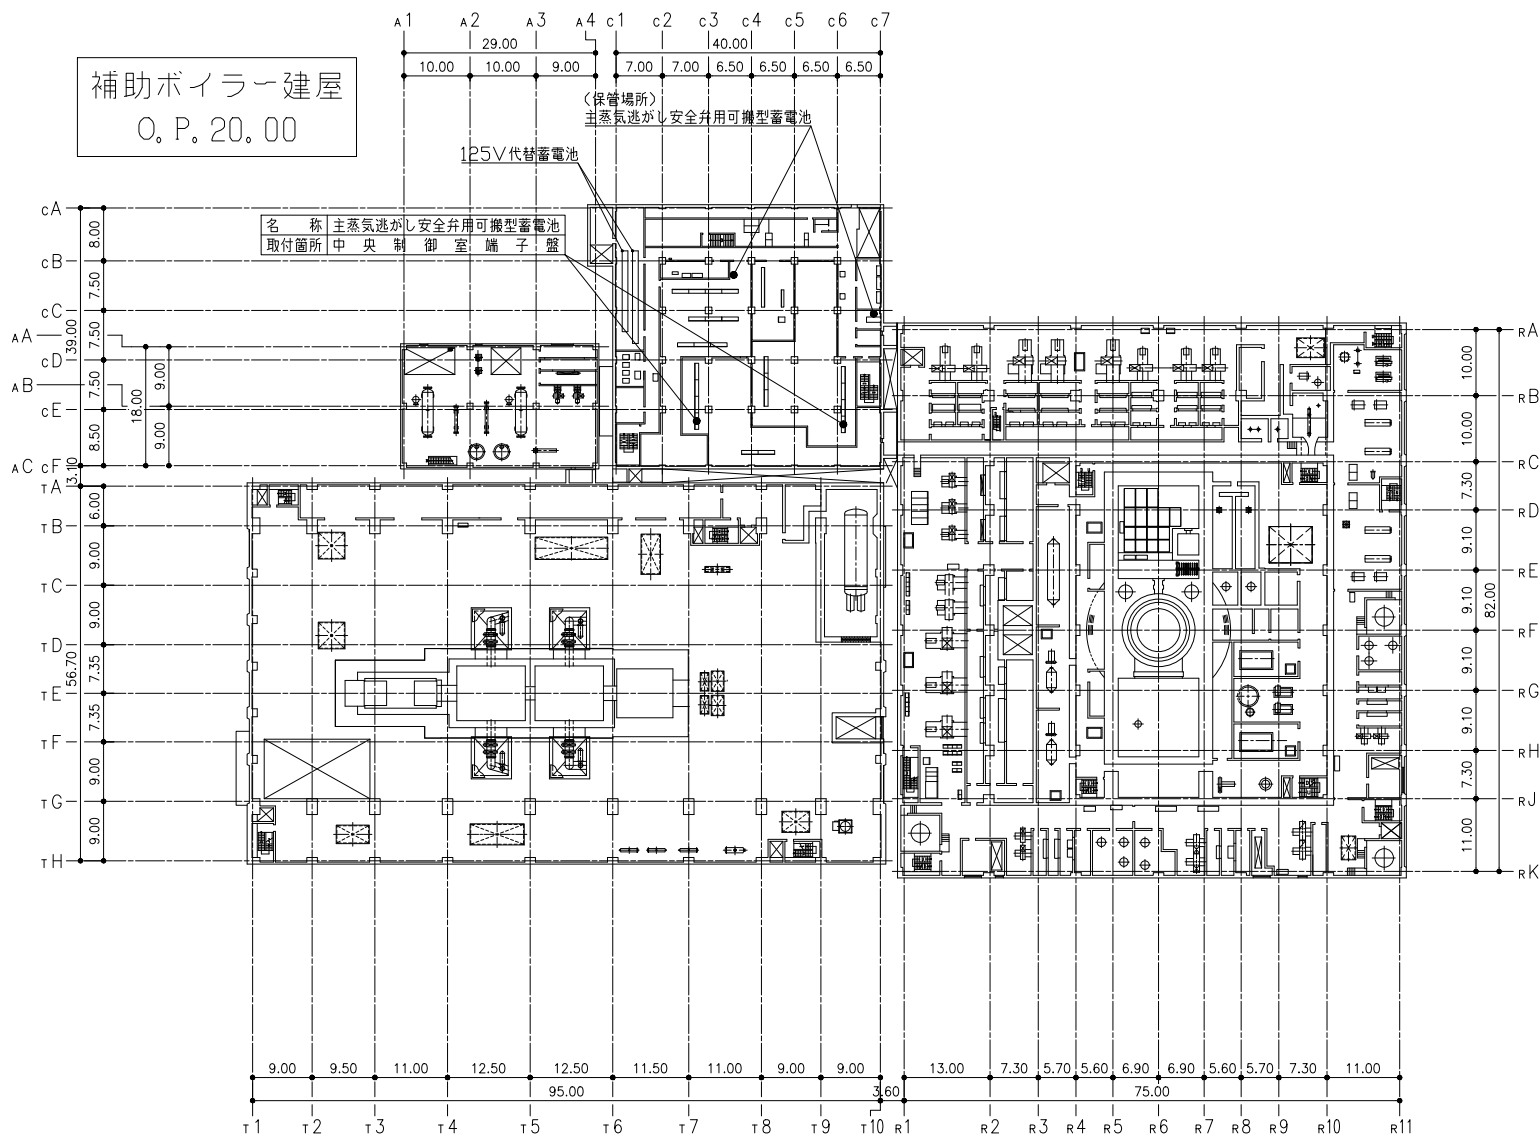 A1 A2 A3 A4 C1 C2 C3 C4 C5 C6 C7
29.00 40.00
10.00 10.00 9.00 7.00 7.00 6.50 6.50 6.50 6.50
補助ボイラー建屋
O. P. 20. 00
(保管場所)
主蒸気逃がし安全弁用可搬型蓄電池
125V代替蓄電池
名 称 主蒸気逃がし安全弁用可搬型蓄電池
取付箇所 中央制御室端子盤
CA
8.00
CB
7.50
CC
AA
39.00
7.50
CD
AB
7.50
CE
8.50
AC CF
18.00
9.00
9.00
3.10
TA
6.00
TB
9.00
TC
9.00
TD
56.70
7.35
TE
7.35
TF
9.00
TG
9.00
TH
RA
10.00
RB
10.00
RC
7.30
RD
9.10
RE
9.10
82.00
RF
9.10
RG
9.10
RH
7.30
RJ
11.00
RK
9.00 9.50 11.00 12.50 12.50 11.50 11.00 9.00 9.00 13.00 7.30 5.70 5.60 6.90 6.90 5.60 5.70 7.30 11.00
95.00 3.60 75.00
T1 T2 T3 T4 T5 T6 T7 T8 T9 T10 R1 R2 R3 R4 R5 R6 R7 R8 R9 R10 R11